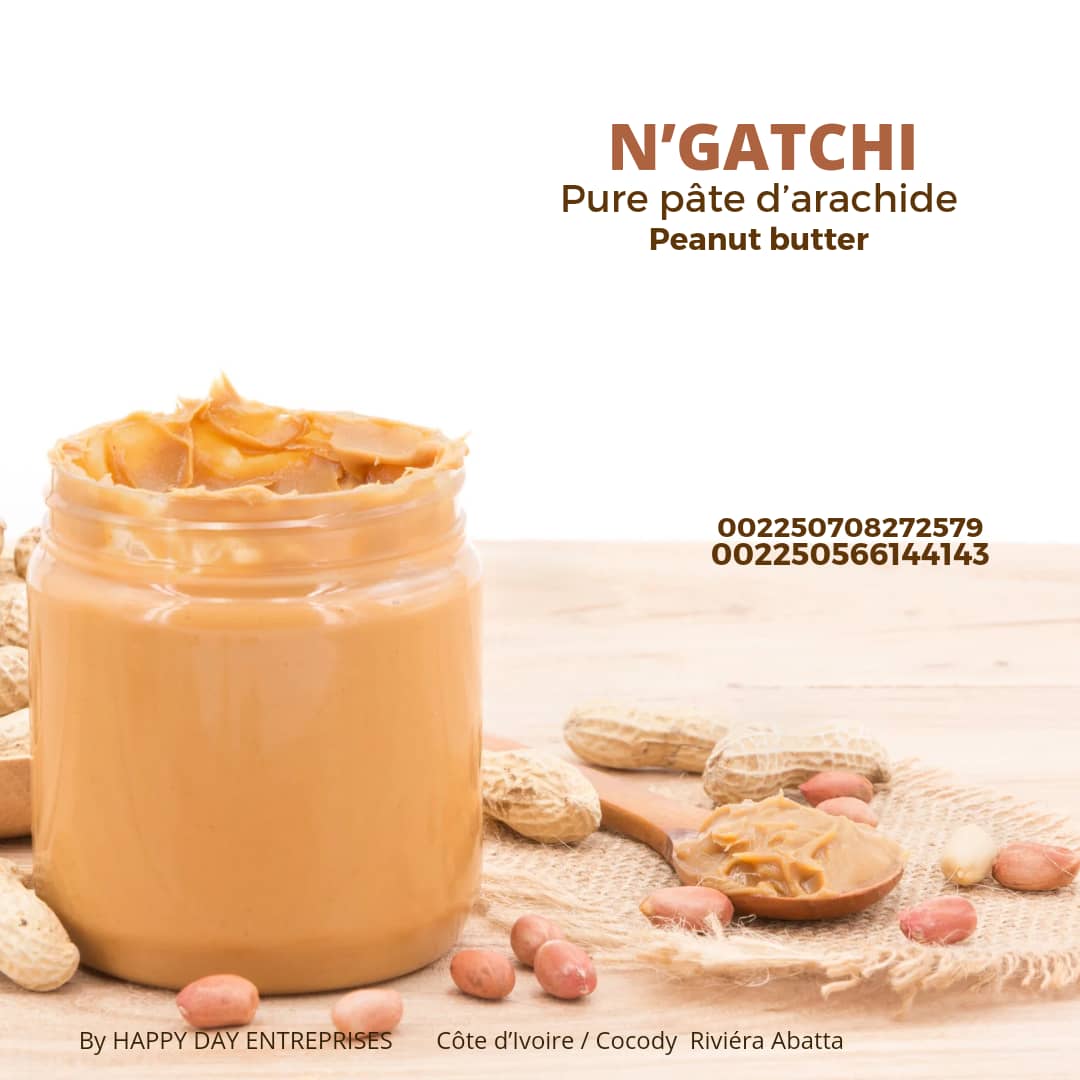 N’GATCHI
Pure pâte d’arachide
Peanut butter
002250708272579
002250566144143
By HAPPY DAY ENTREPRISES Côte d’Ivoire / Cocody Riviéra Abatta